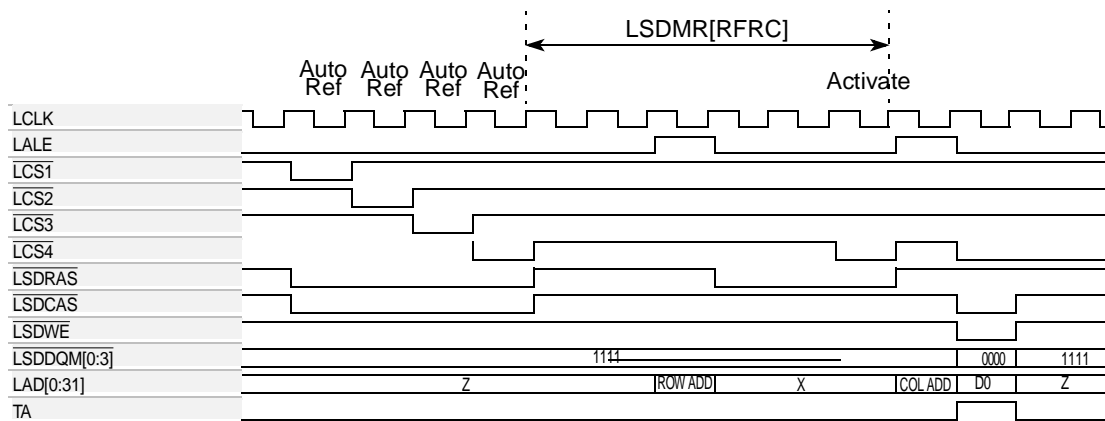 LSDMR[RFRC]
Auto Ref Auto Ref Auto Ref Auto Ref Activate
LCLK
LALE
LCS1
LCS2
LCS3
LCS4
LSDRAS
LSDCAS
LSDWE
LSDDQM[0:3] 1111 0000 1111
LAD[0:31] Z ROW ADD X COL ADD D0 Z
TA